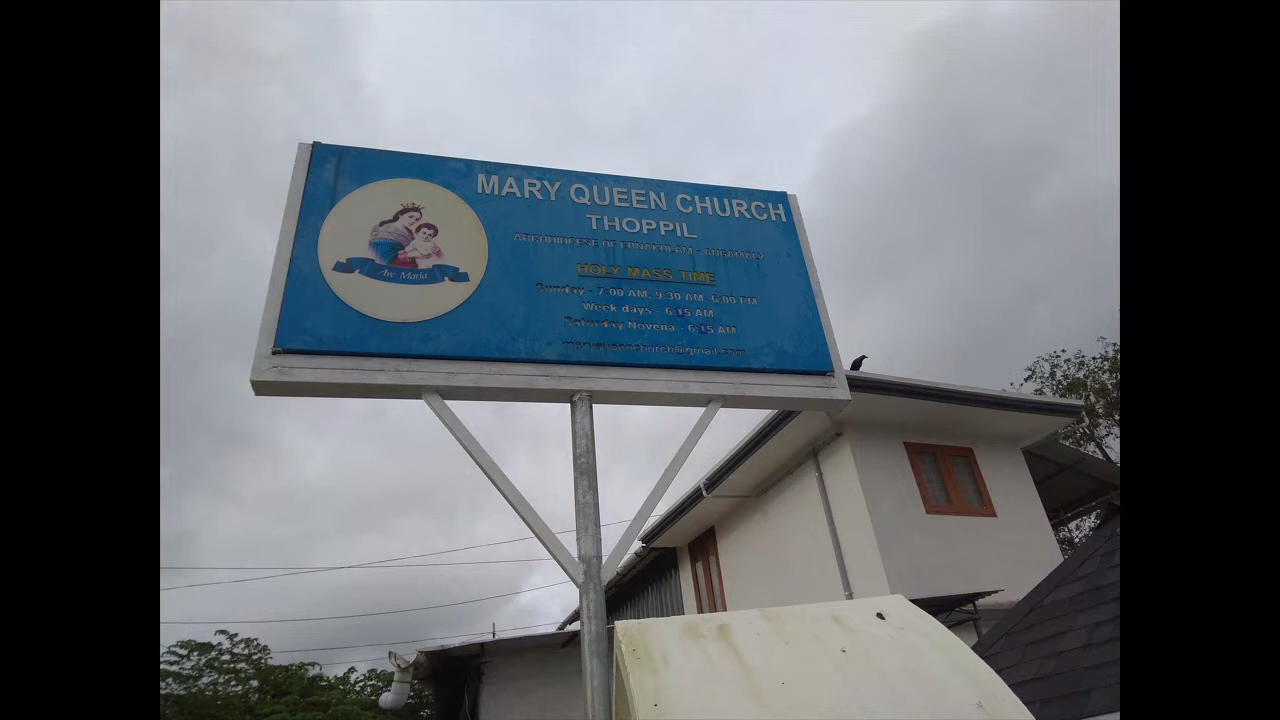 MARY QUEEN CHURCH
THOPPIL
ARCHDIOCESE OF ERNAKULAM - ANGAMALY
HOLY MASS TIME
Sunday - 7:00 AM, 9:30 AM, 6:00 PM
Week days - 6:15 AM
Saturday Novena - 6:15 AM
maryqueenchurch@gmail.com
Ave Maria